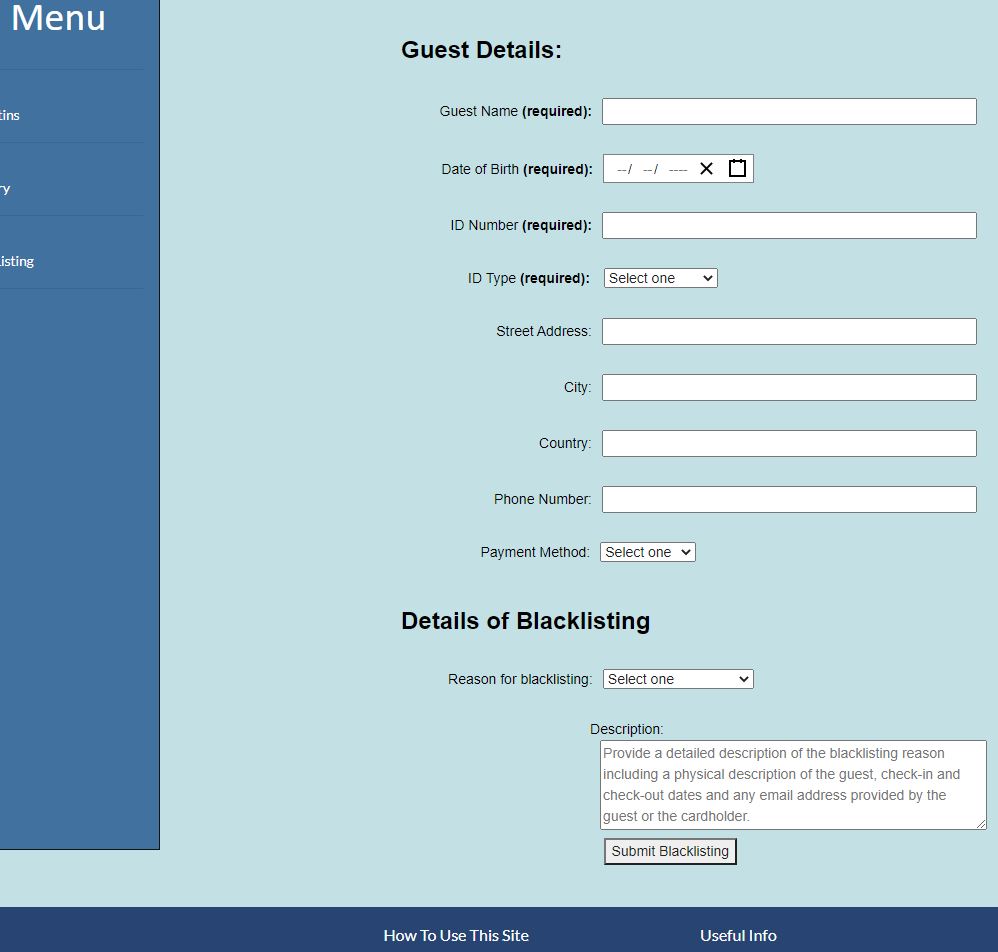 Menu
tins
ry
isting
Guest Details:
Guest Name (required):
Date of Birth (required): --/ --/ ----
ID Number (required):
ID Type (required): Select one
Street Address:
City:
Country:
Phone Number:
Payment Method: Select one
Details of Blacklisting
Reason for blacklisting: Select one
Description:
Provide a detailed description of the blacklisting reason
including a physical description of the guest, check-in and
check-out dates and any email address provided by the
guest or the cardholder.
Submit Blacklisting
How To Use This Site
Useful Info